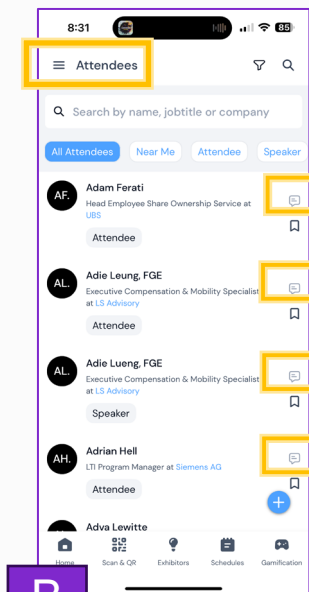 8:31
85
Attendees
Search by name, jobtitle or company
All Attendees
Near Me
Attendee
Speaker
AF.
Adam Ferati
Head Employee Share Ownership Service at
UBS
Attendee
AL.
Adie Leung, FGE
Executive Compensation & Mobility Specialist
at LS Advisory
Attendee
AL.
Adie Lueng, FGE
Executive Compensation & Mobility Specialist
at LS Advisory
Speaker
AH.
Adrian Hell
LTI Program Manager at Siemens AG
Attendee
Adva Lewitte
Home
Scan & QR
Exhibitors
Schedules
Gamification